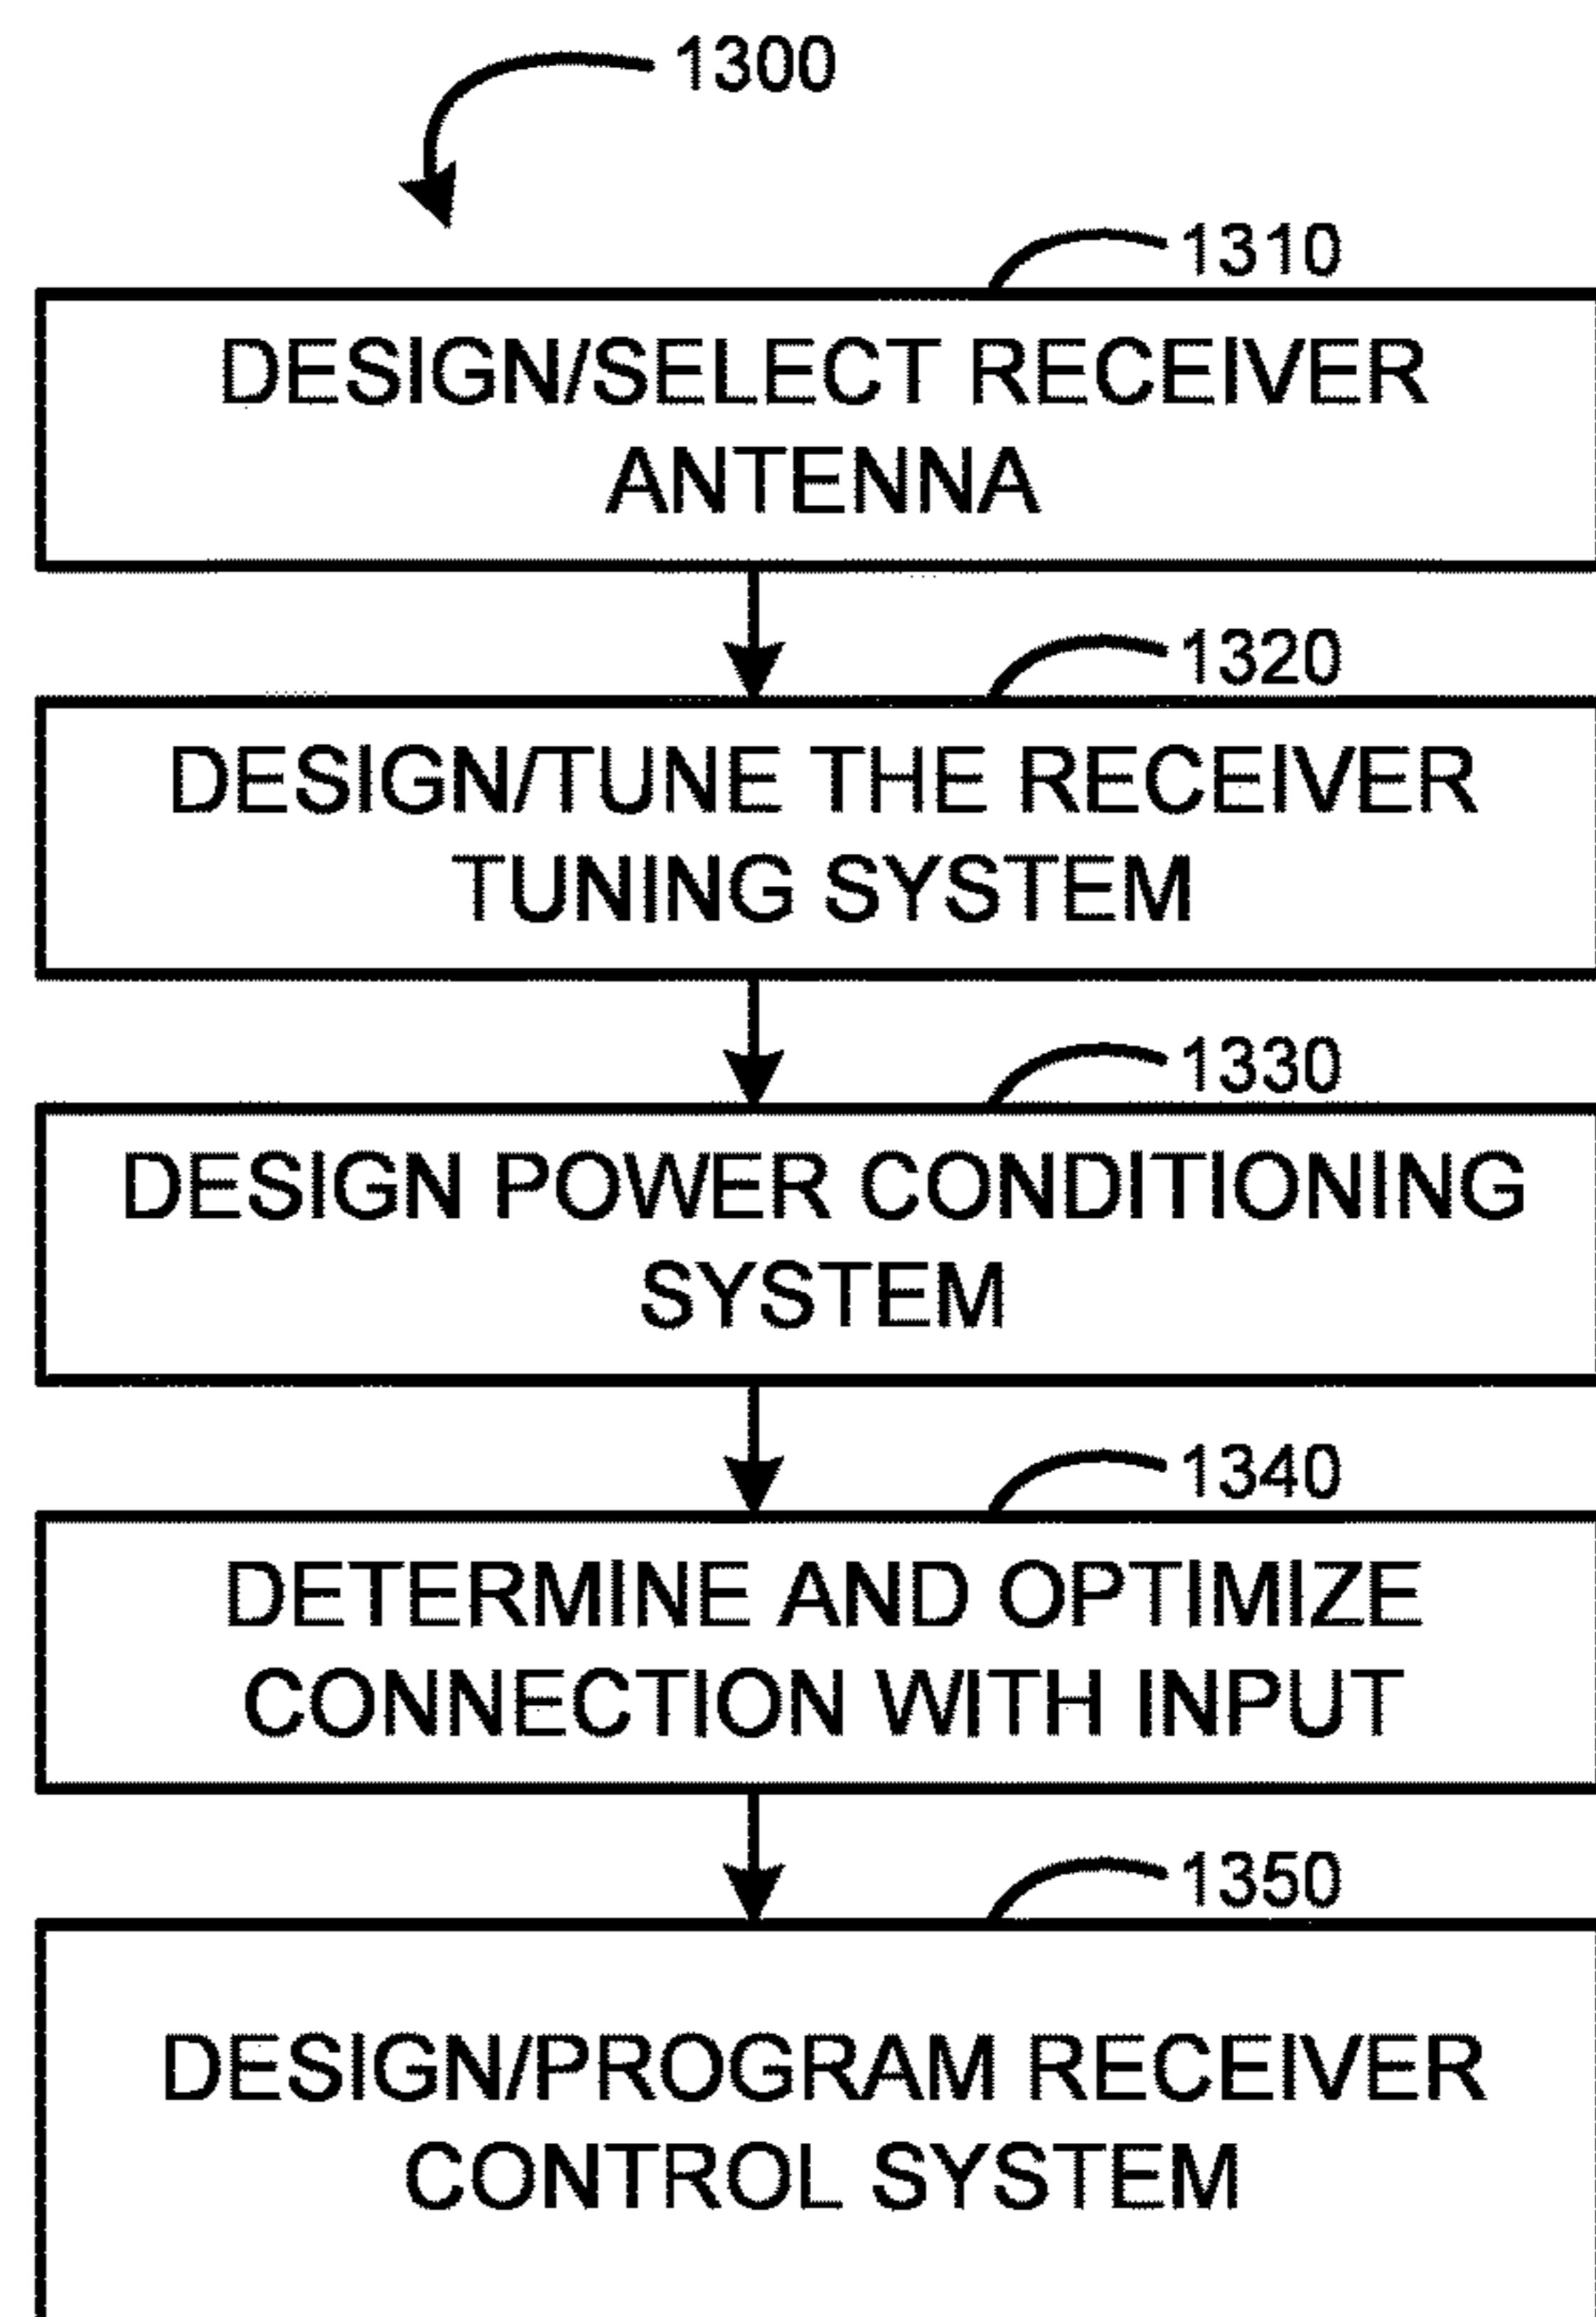 1300
1310
DESIGN/SELECT RECEIVER
ANTENNA
1320
DESIGN/TUNE THE RECEIVER
TUNING SYSTEM
1330
DESIGN POWER CONDITIONING
SYSTEM
1340
DETERMINE AND OPTIMIZE
CONNECTION WITH INPUT
1350
DESIGN/PROGRAM RECEIVER
CONTROL SYSTEM